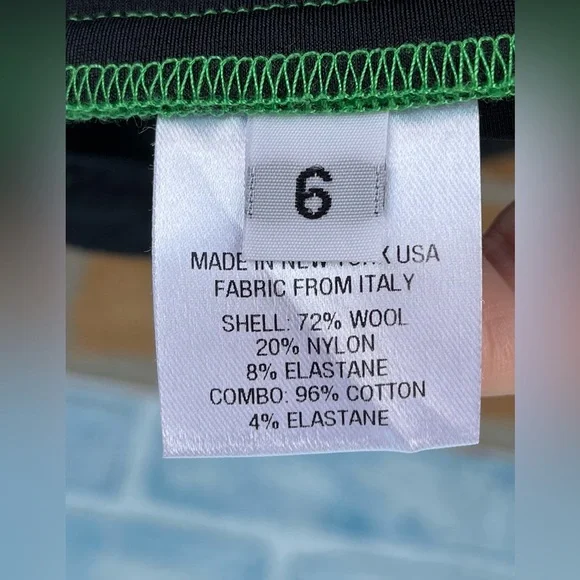 6
MADE IN NEW YORK USA
FABRIC FROM ITALY
SHELL: 72% WOOL
20% NYLON
8% ELASTANE
COMBO: 96% COTTON
4% ELASTANE